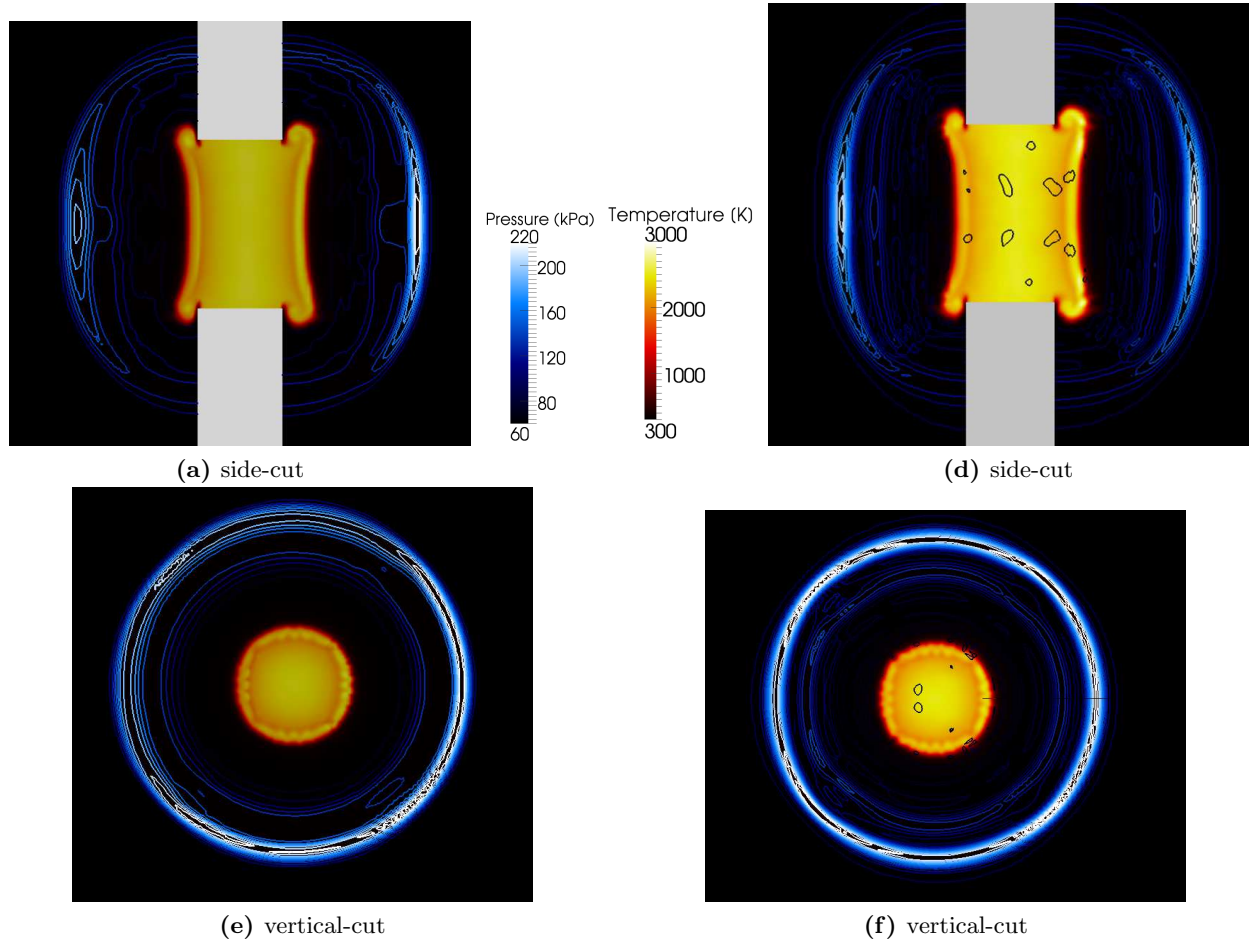 Pressure (kPa)
220
200
160
120
80
60
Temperature (K)
3000
2000
1000
300
(a) side-cut
(d) side-cut
(e) vertical-cut
(f) vertical-cut